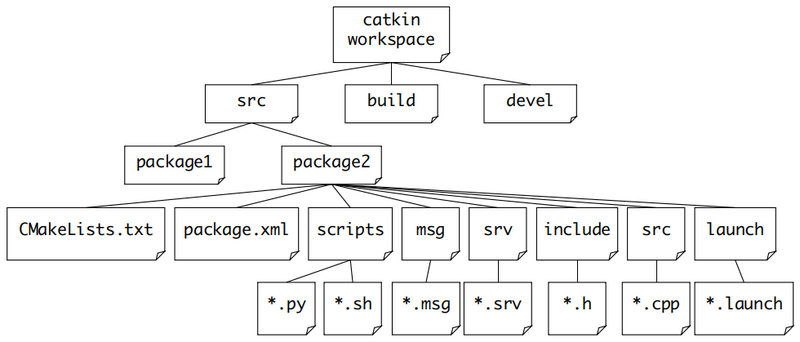 catkin
workspace
src
build
devel
package1
package2
CMakeLists.txt
package.xml
scripts
msg
srv
include
src
launch
*.py
*.sh
*.msg
*.srv
*.h
*.cpp
*.launch